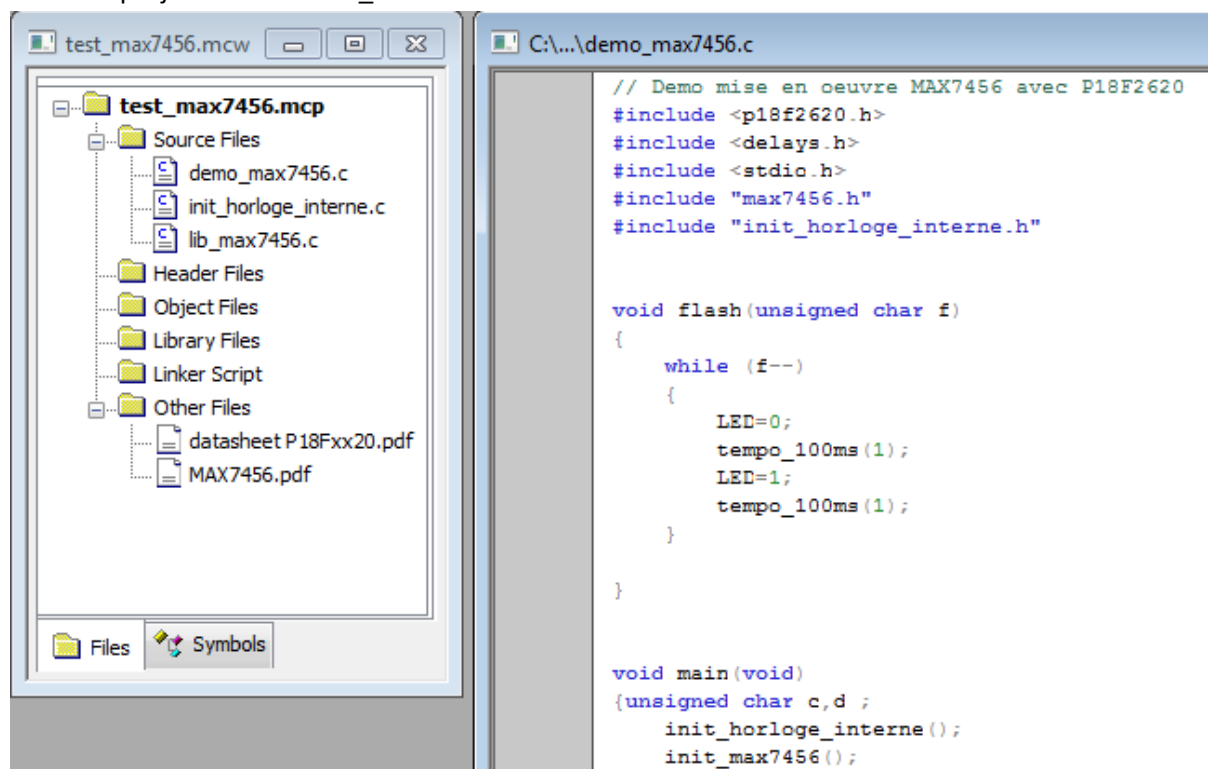 test_max7456.mcw
test_max7456.mcp
Source Files
demo_max7456.c
init_horloge_interne.c
lib_max7456.c
Header Files
Object Files
Library Files
Linker Script
Other Files
datasheet P18Fxx20.pdf
MAX7456.pdf
Files
Symbols
C:\...\demo_max7456.c
// Demo mise en oeuvre MAX7456 avec P18F2620
#include <p18f2620.h>
#include <delays.h>
#include <stdio.h>
#include "max7456.h"
#include "init_horloge_interne.h"
void flash(unsigned char f)
{
while (f--)
{
LED=0;
tempo_100ms(1);
LED=1;
tempo_100ms(1);
}
}
void main(void)
{unsigned char c,d ;
init_horloge_interne();
init_max7456();